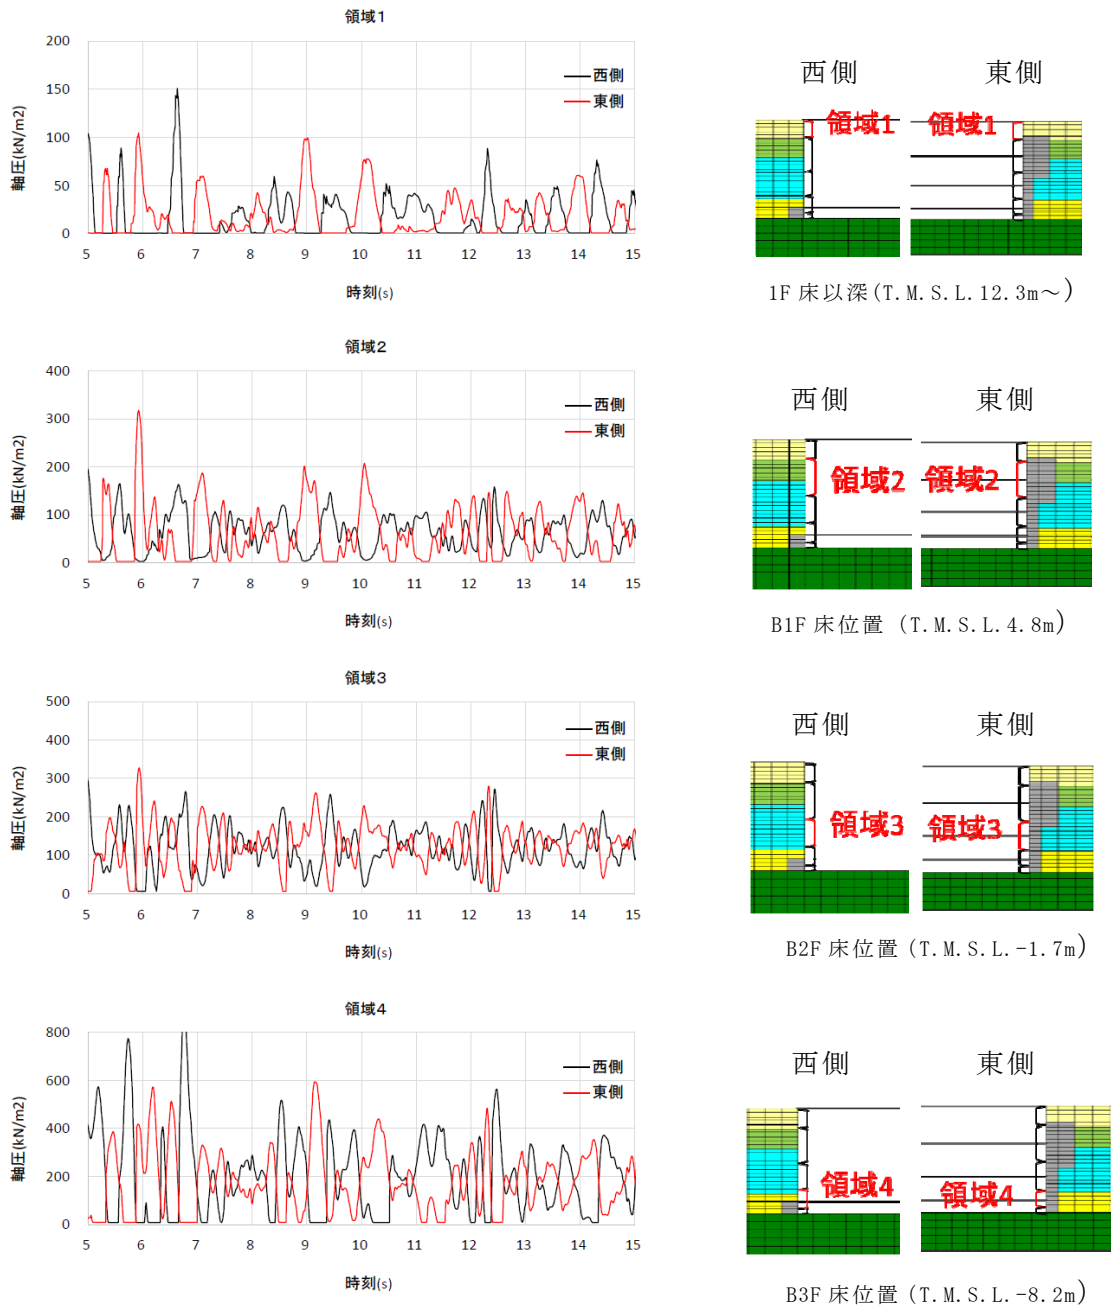 領域1
200
150
100
50
0
軸圧(kN/m2)
西側
東側
5 6 7 8 9 10 11 12 13 14 15
時刻(s)
西側 東側
領域1 領域1
1F 床以深(T.M.S.L.12.3m～)
領域2
400
300
200
100
0
軸圧(kN/m2)
西側
東側
5 6 7 8 9 10 11 12 13 14 15
時刻(s)
西側 東側
領域2 領域2
B1F 床位置 (T.M.S.L.4.8m)
領域3
500
400
300
200
100
0
軸圧(kN/m2)
西側
東側
5 6 7 8 9 10 11 12 13 14 15
時刻(s)
西側 東側
領域3 領域3
B2F 床位置 (T.M.S.L.-1.7m)
領域4
800
600
400
200
0
軸圧(kN/m2)
西側
東側
5 6 7 8 9 10 11 12 13 14 15
時刻(s)
西側 東側
領域4 領域4
B3F 床位置 (T.M.S.L.-8.2m)